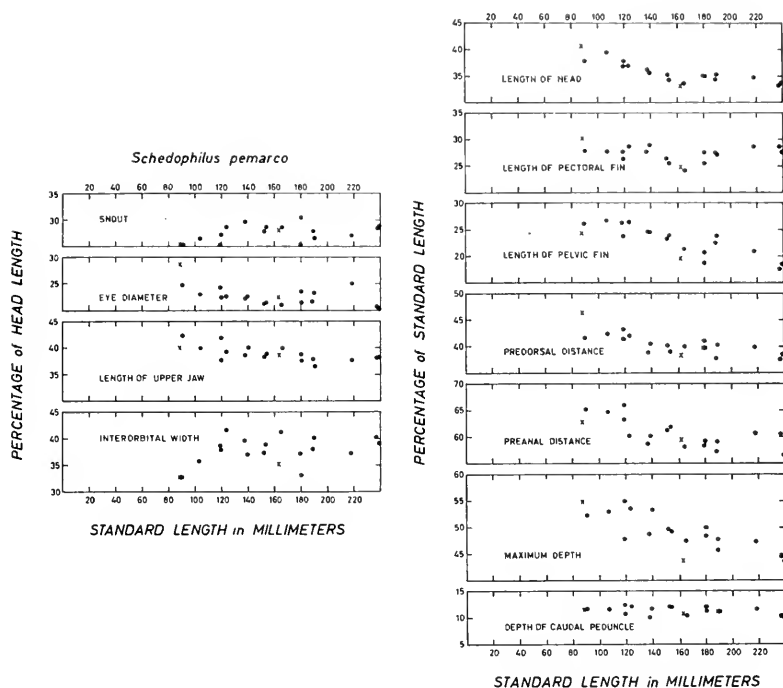 Schedophilus pemarco
20 40 60 80 100 120 140 160 180 200 220
35
30
25
SNOUT
30
25
20
EYE DIAMETER
45
40
35
LENGTH OF UPPER JAW
45
40
35
30
INTERORBITAL WIDTH
20 40 60 80 100 120 140 160 180 200 220
STANDARD LENGTH in MILLIMETERS
PERCENTAGE of HEAD LENGTH
20 40 60 80 100 120 140 160 180 200 220
45
40
35
LENGTH OF HEAD
35
30
25
LENGTH OF PECTORAL FIN
30
25
20
LENGTH OF PELVIC FIN
50
45
40
35
PREDORSAL DISTANCE
70
65
60
PREANAL DISTANCE
60
55
50
45
MAXIMUM DEPTH
15
10
5
DEPTH OF CAUDAL PEDUNCLE
20 40 60 80 100 120 140 160 180 200 220
STANDARD LENGTH in MILLIMETERS
PERCENTAGE of STANDARD LENGTH